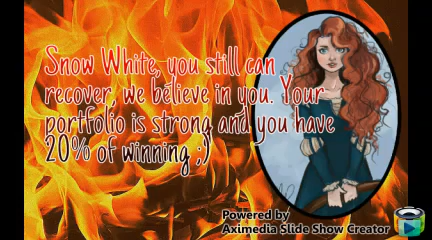 Snow White, you still can
recover, we believe in you. Your
portfolio is strong and you have
20% of winning :)
Powered by
Aximedia Slide Show Creator